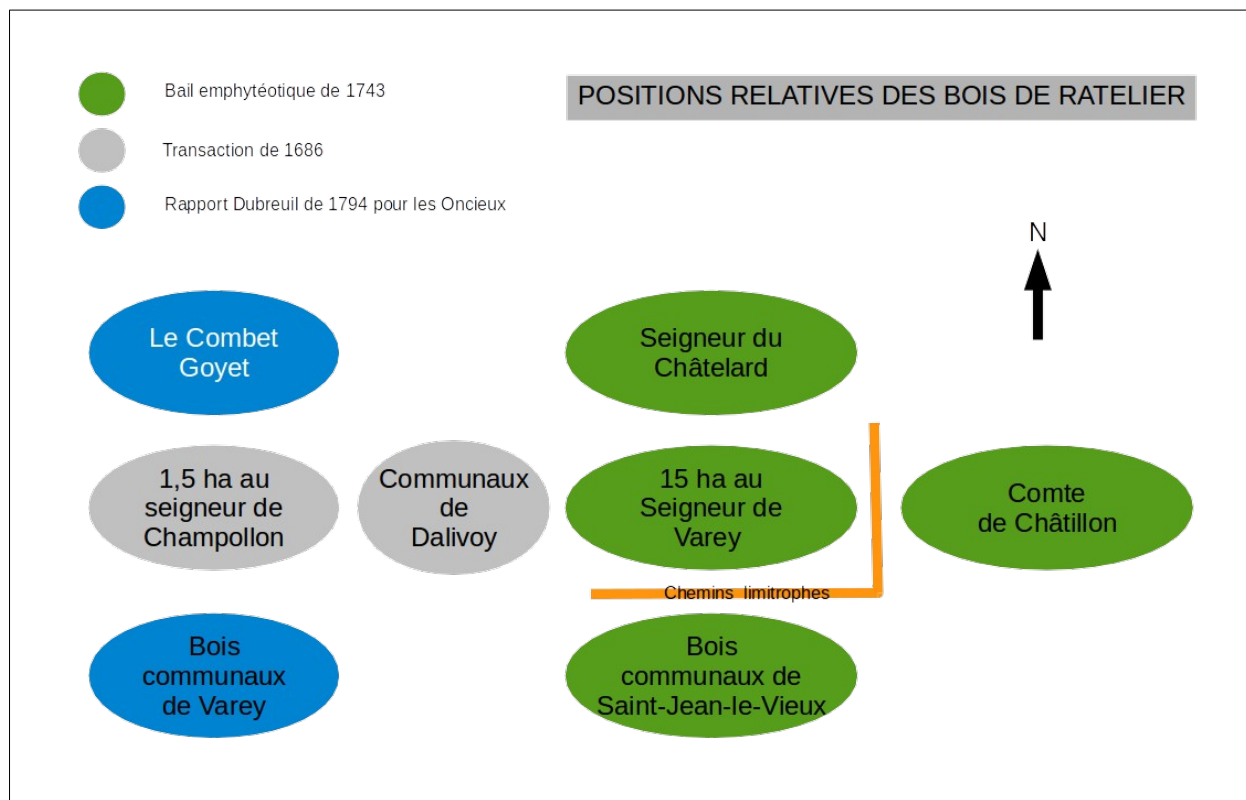 Bail emphytéotique de 1743
POSITIONS RELATIVES DES BOIS DE RATELIER
Transaction de 1686
Rapport Dubreuil de 1794 pour les Oncieux
N
Le Combet
Goyet
Seigneur du
Châtelard
1,5 ha au
seigneur de
Champollon
Communaux
de
Dalivoy
15 ha au
Seigneur de
Varey
Comte
de Châtillon
Chemins limitrophes
Bois
communaux
de Varey
Bois
communaux de
Saint-Jean-le-Vieux